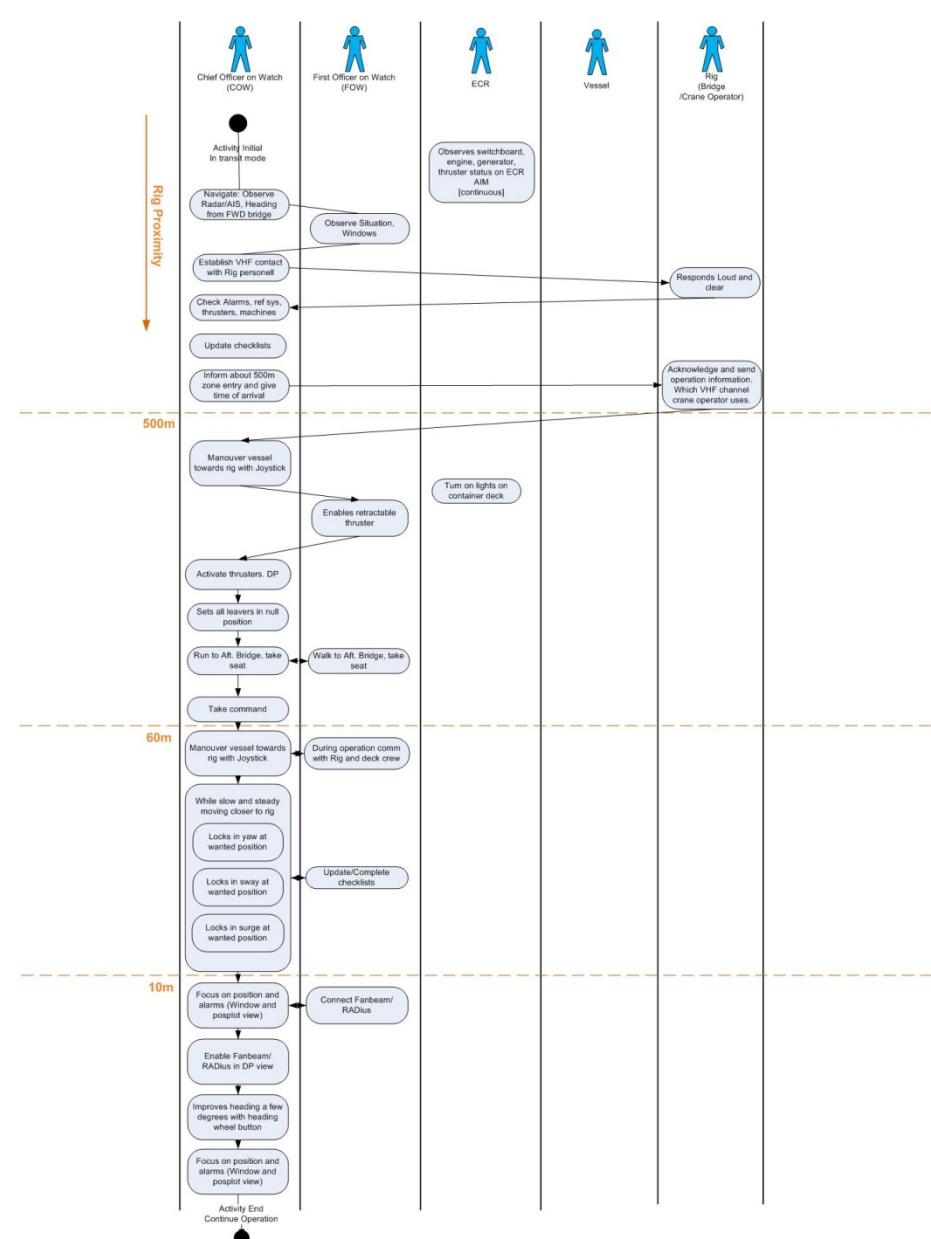 Chief Officer on Watch
(COW)
First Officer on Watch
(FOW)
ECR
Vessel
Rig
(Bridge
/Crane Operator)
Rig Proximity
Activity Initial
In transit mode
Observes switchboard,
engine, generator,
thruster status on ECR
AIM
[continuous]
Navigate: Observe
Radar/AIS, Heading
from FWD bridge
Observe Situation,
Windows
Establish VHF contact
with Rig personell
Responds Loud and
clear
Check Alarms, ref sys,
thrusters, machines
Update checklists
Inform about 500m
zone entry and give
time of arrival
Acknowledge and send
operation information.
Which VHF channel
crane operator uses.
500m
Manouver vessel
towards rig with Joystick
Turn on lights on
container deck
Enables retractable
thruster
Activate thrusters. DP
Sets all leavers in null
position
Run to Aft. Bridge, take
seat
Walk to Aft. Bridge, take
seat
Take command
60m
Manouver vessel towards
rig with Joystick
During operation comm
with Rig and deck crew
While slow and steady
moving closer to rig
Locks in yaw at
wanted position
Locks in sway at
wanted position
Update/Complete
checklists
Locks in surge at
wanted position
10m
Focus on position and
alarms (Window and
posplot view)
Connect Fanbeam/
RADius
Enable Fanbeam/
RADius in DP view
Improves heading a few
degrees with heading
wheel button
Focus on position and
alarms (Window and
posplot view)
Activity End
Continue Operation